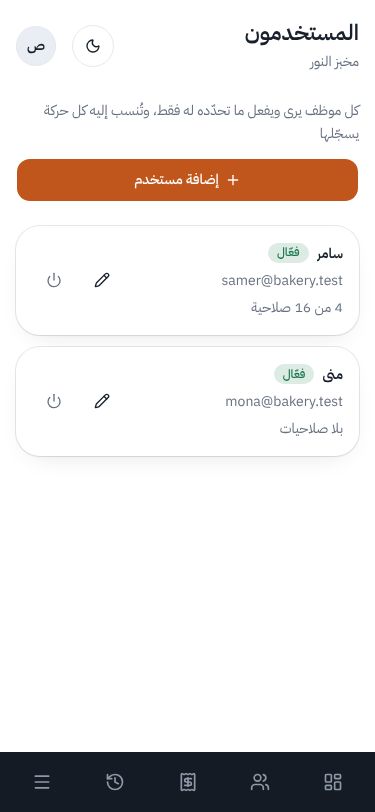 المستخدمون
مخبز النور
ص
كل موظف يرى ويفعل ما تحدّده له فقط، وتُنسب إليه كل حركة
يسجّلها
+ إضافة مستخدم
سامر فعّال
samer@bakery.test
4 من 16 صلاحية
منى فعّال
mona@bakery.test
بلا صلاحيات